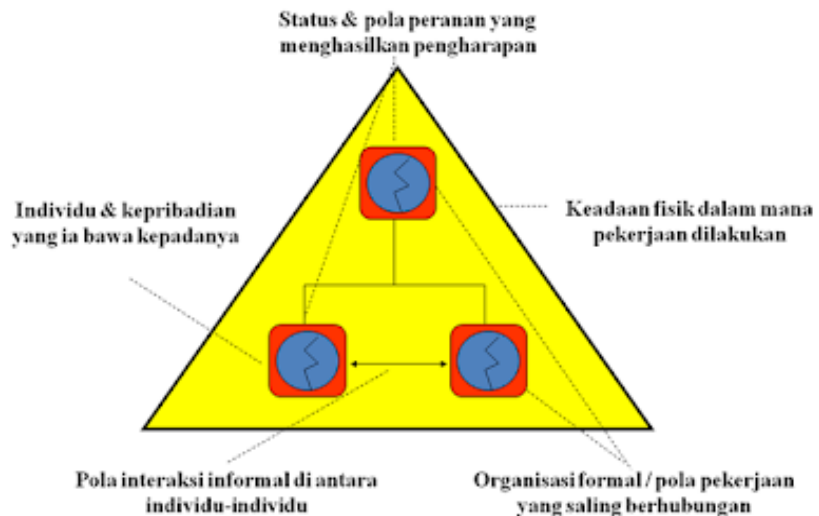 Status & pola peranan yang
menghasilkan pengharapan
Individu & kepribadian
yang ia bawa kepadanya
Keadaan fisik dalam mana
pekerjaan dilakukan
Pola interaksi informal di antara
individu-individu
Organisasi formal / pola pekerjaan
yang saling berhubungan